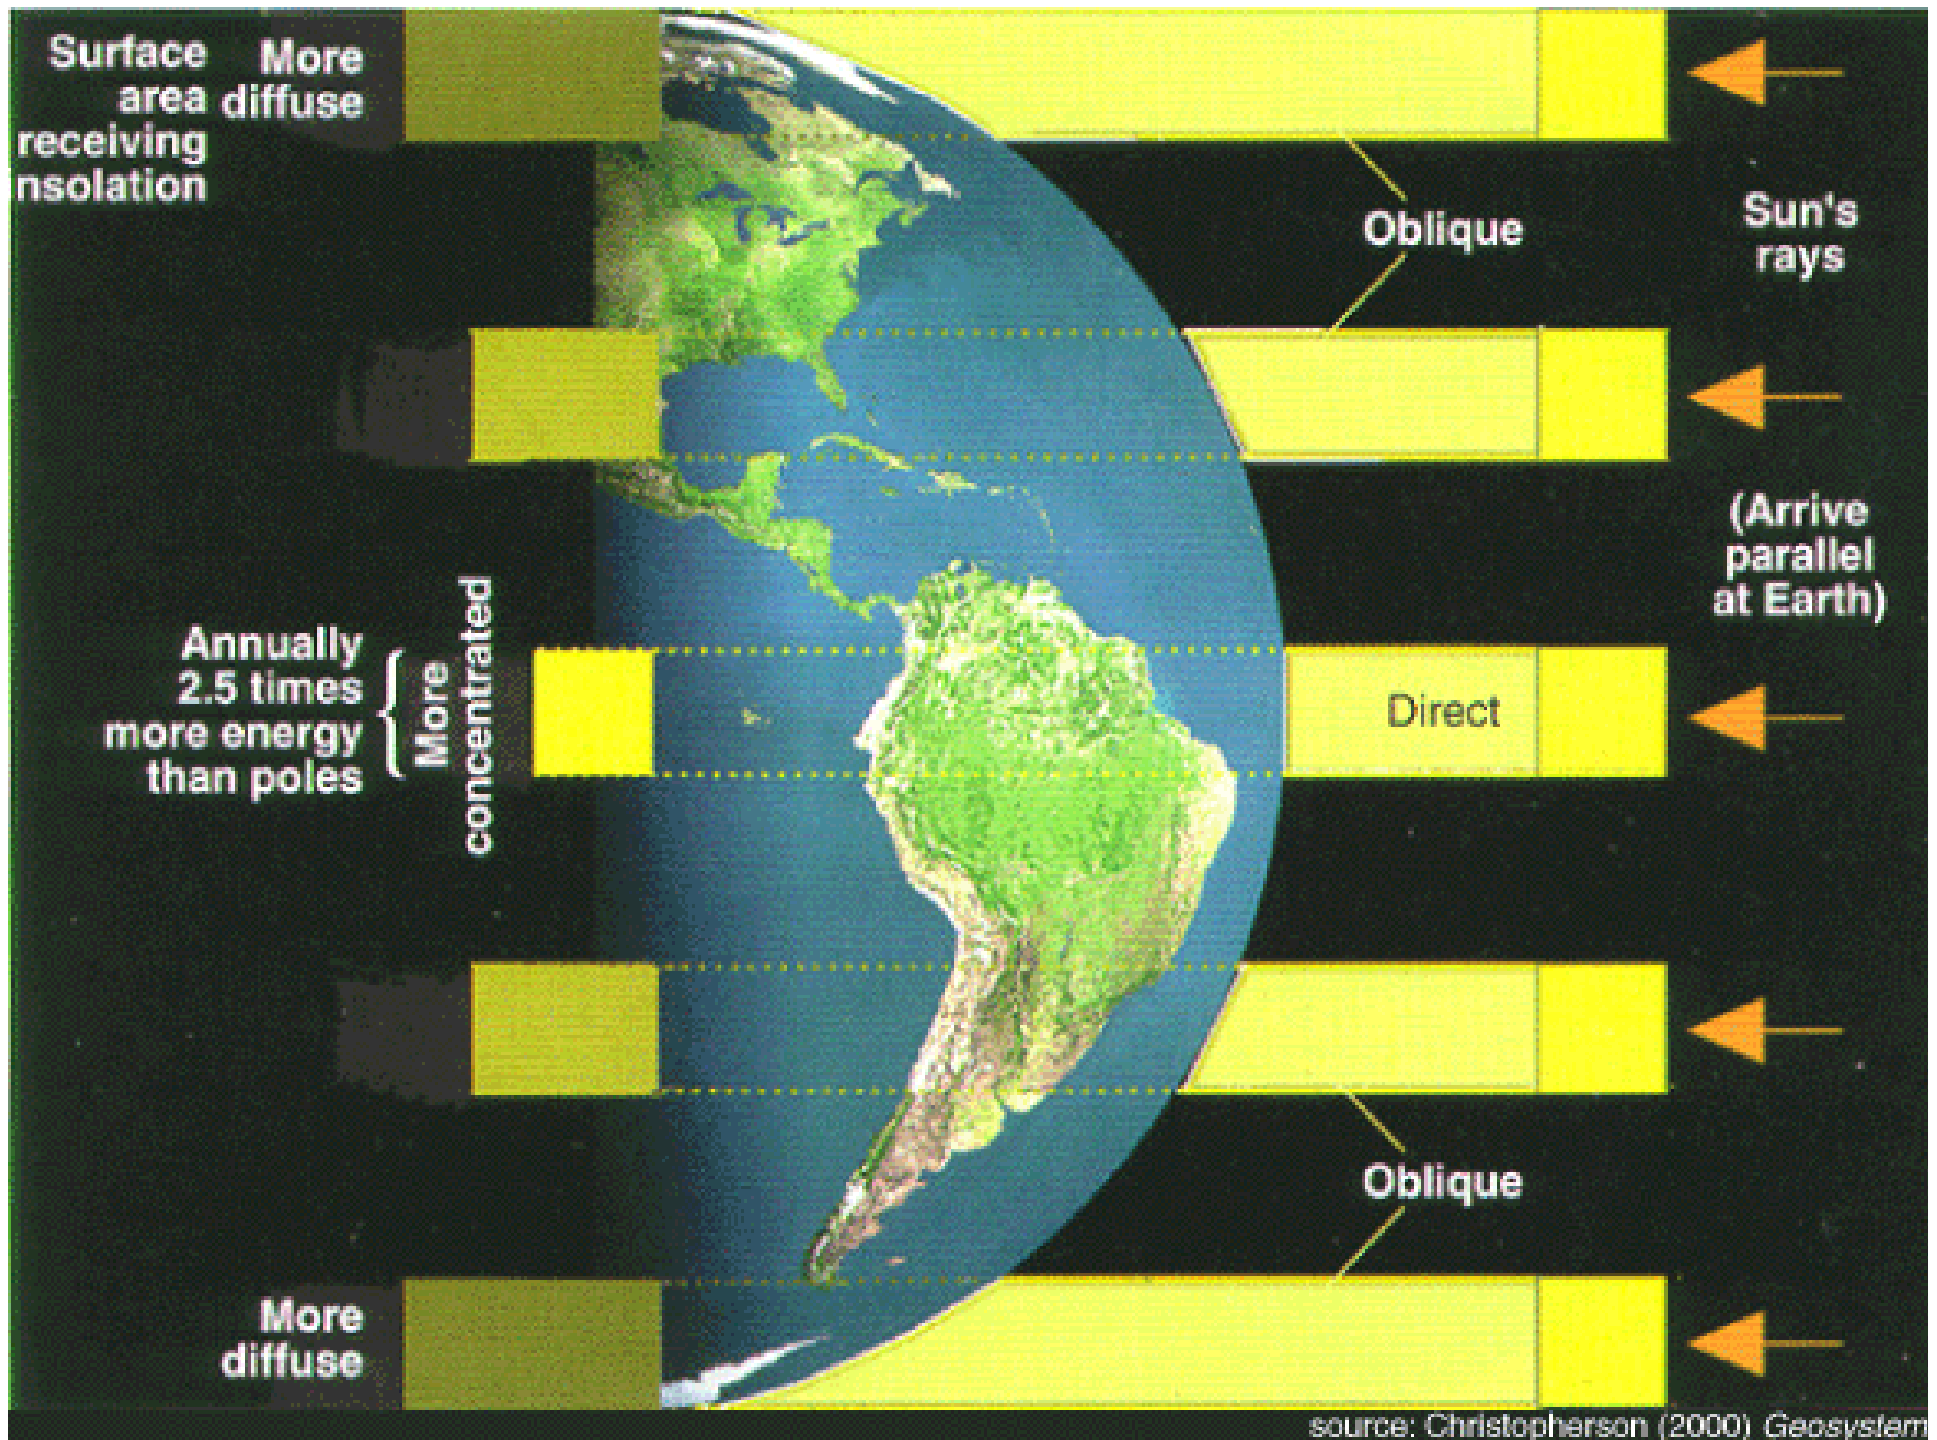 Surface
area
receiving
nsolation
More
diffuse
Oblique
Sun's
rays
(Arrive
parallel
at Earth)
Annually
2.5 times
more energy
than poles
More
concentrated
Direct
Oblique
More
diffuse
source: Christopherson (2000) Geosystem